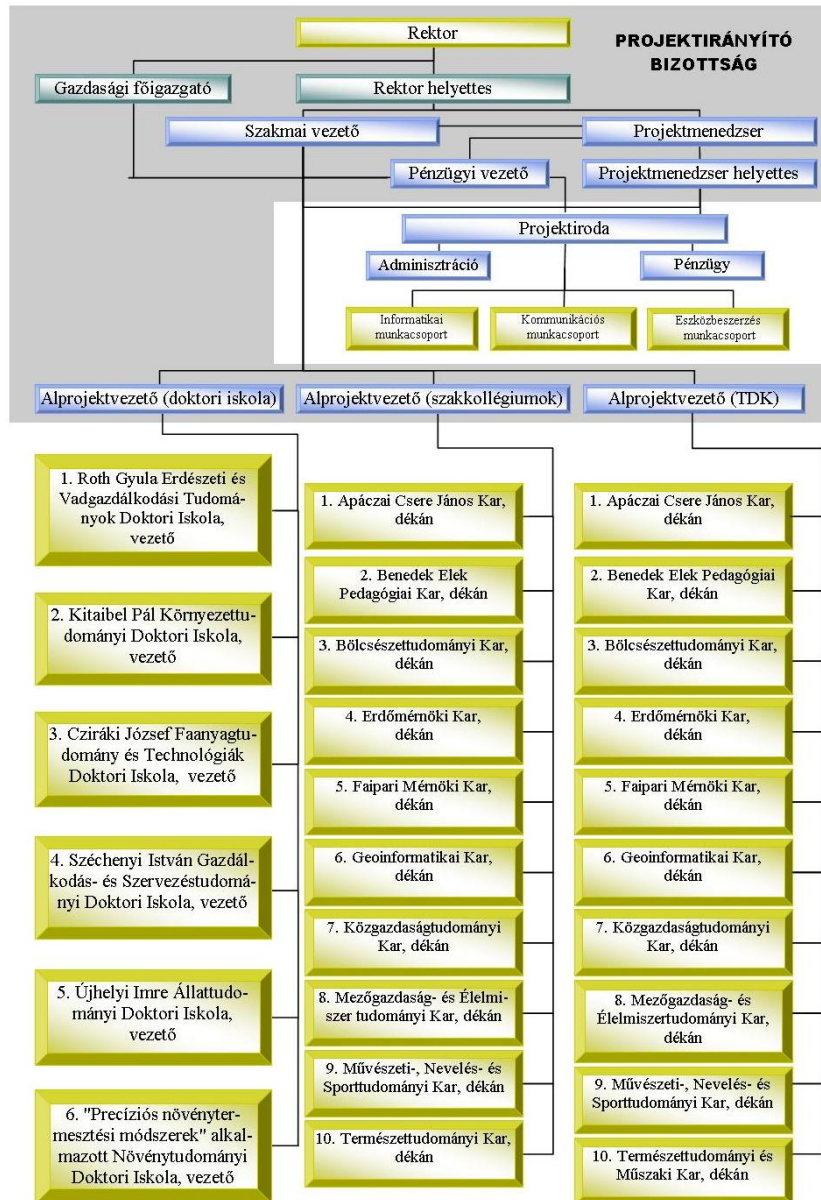 Rektor
PROJEKTIRÁNYÍTÓ
BIZOTTSÁG
Gazdasági főigazgató
Rektor helyettes
Szakmai vezető
Projektmenedzser
Pénzügyi vezető
Projektmenedzser helyettes
Projektiroda
Adminisztráció
Pénzügy
Informatikai
munkacsoport
Kommunikációs
munkacsoport
Eszközbeszerzés
munkacsoport
Alprojektvezető (doktori iskola)
Alprojektvezető (szakkollégiumok)
Alprojektvezető (TDK)
1. Roth Gyula Erdészeti és
Vadgazdálkodási Tudomá-
nyok Doktori Iskola,
vezető
2. Kitaibel Pál Környezettu-
dományi Doktori Iskola,
vezető
3. Cziráki József Faanyagtu-
domány és Technológiák
Doktori Iskola, vezető
4. Széchenyi István Gazdál-
kodás- és Szervezéstudomá-
nyi Doktori Iskola, vezető
5. Újhelyi Imre Állattudo-
mányi Doktori Iskola,
vezető
6. "Precíziós növényter-
mesztési módszerek" alkal-
mazott Növénytudományi
Doktori Iskola, vezető
1. Apáczai Csere János Kar,
dékán
2. Benedek Elek
Pedagógiai Kar, dékán
3. Bölcsészettudományi Kar,
dékán
4. Erdőmérnöki Kar,
dékán
5. Faipari Mérnöki Kar,
dékán
6. Geoinformatikai Kar,
dékán
7. Közgazdaságtudományi
Kar, dékán
8. Mezőgazdaság- és Élelmi-
szer tudományi Kar, dékán
9. Művészeti-, Nevelés- és
Sporttudományi Kar, dékán
10. Természettudományi Kar,
dékán
1. Apáczai Csere János Kar,
dékán
2. Benedek Elek Pedagógiai
Kar, dékán
3. Bölcsészettudományi Kar,
dékán
4. Erdőmérnöki Kar,
dékán
5. Faipari Mérnöki Kar,
dékán
6. Geoinformatikai Kar,
dékán
7. Közgazdaságtudományi
Kar, dékán
8. Mezőgazdaság- és
Élelmiszertudományi Kar,
dékán
9. Művészeti-, Nevelés- és
Sporttudományi Kar, dékán
10. Természettudományi és
Műszaki Kar, dékán